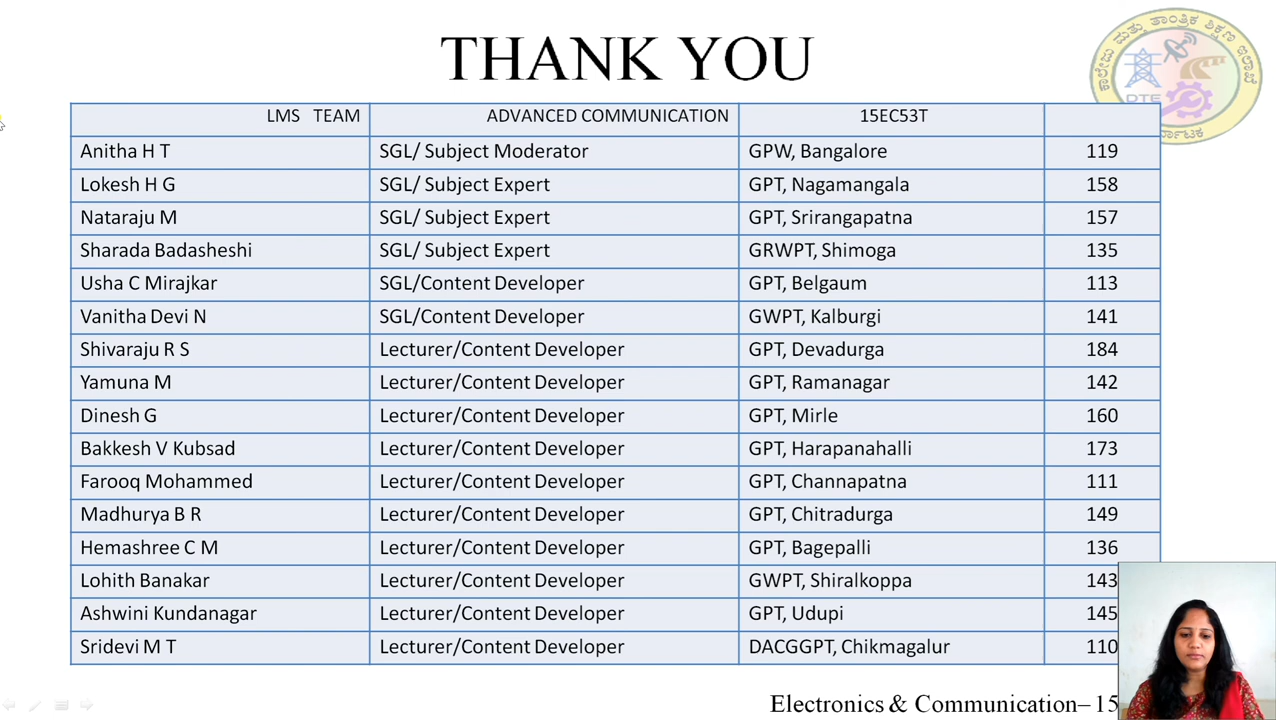 THANK YOU
ಕಾಲೇಜು ಮತ್ತು ತಾಂತ್ರಿಕ ಶಿಕ್ಷಣ ಇಲಾಖೆ
DTE
LMS TEAM ADVANCED COMMUNICATION 15EC53T
Anitha H T SGL/ Subject Moderator GPW, Bangalore 119
Lokesh H G SGL/ Subject Expert GPT, Nagamangala 158
Nataraju M SGL/ Subject Expert GPT, Srirangapatna 157
Sharada Badasheshi SGL/ Subject Expert GRWPT, Shimoga 135
Usha C Mirajkar SGL/Content Developer GPT, Belgaum 113
Vanitha Devi N SGL/Content Developer GWPT, Kalburgi 141
Shivaraju R S Lecturer/Content Developer GPT, Devadurga 184
Yamuna M Lecturer/Content Developer GPT, Ramanagar 142
Dinesh G Lecturer/Content Developer GPT, Mirle 160
Bakkesh V Kubsad Lecturer/Content Developer GPT, Harapanahalli 173
Farooq Mohammed Lecturer/Content Developer GPT, Channapatna 111
Madhurya B R Lecturer/Content Developer GPT, Chitradurga 149
Hemashree C M Lecturer/Content Developer GPT, Bagepalli 136
Lohith Banakar Lecturer/Content Developer GWPT, Shiralkoppa 143
Ashwini Kundanagar Lecturer/Content Developer GPT, Udupi 145
Sridevi M T Lecturer/Content Developer DACGGPT, Chikmagalur 110
Electronics & Communication– 15